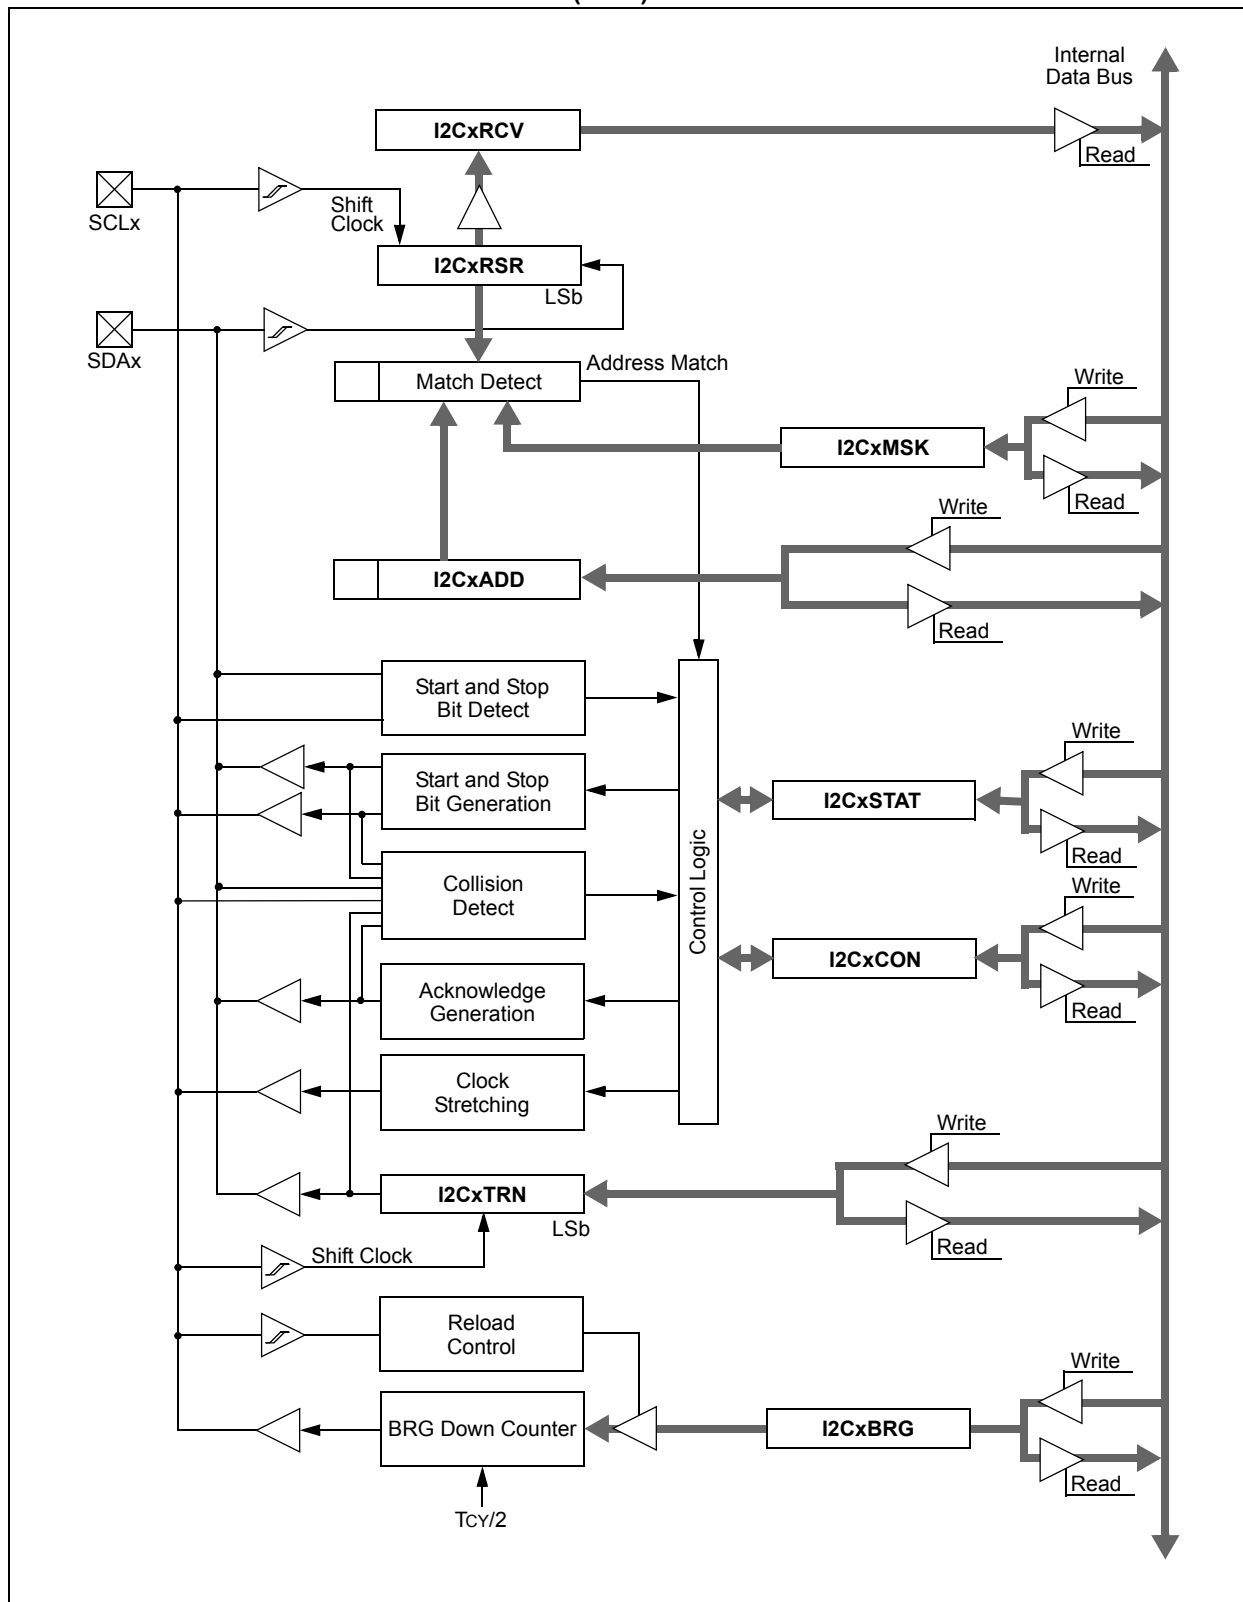 Internal
Data Bus
I2CxRCV
Read
SCLx
Shift
Clock
I2CxRSR
LSb
SDAx
Address Match
Match Detect
Write
I2CxMSK
Read
Write
I2CxADD
Read
Start and Stop
Bit Detect
Write
Start and Stop
Bit Generation
I2CxSTAT
Read
Control Logic
Collision
Detect
Write
I2CxCON
Read
Acknowledge
Generation
Clock
Stretching
Write
I2CxTRN
LSb
Read
Shift Clock
Reload
Control
Write
BRG Down Counter
I2CxBRG
Read
TCY/2